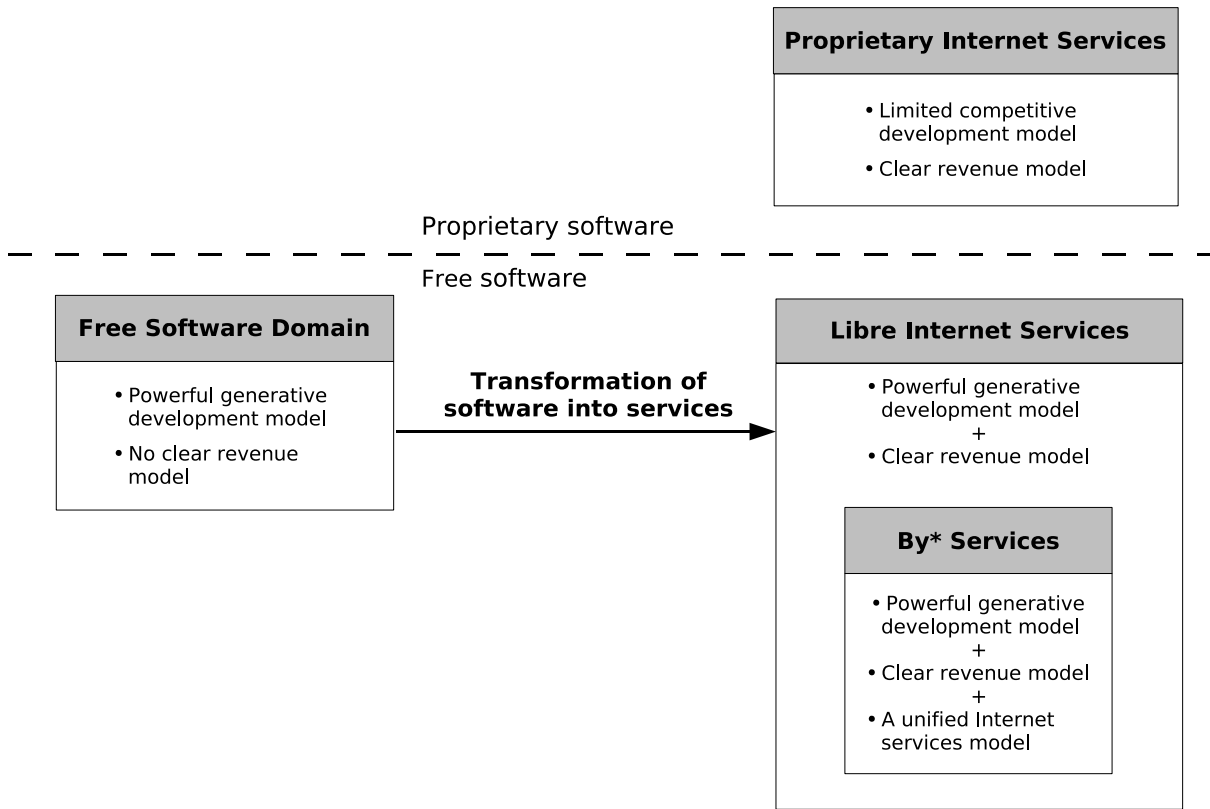 Proprietary Internet Services
• Limited competitive
development model
• Clear revenue model
Proprietary software
Free software
Free Software Domain
• Powerful generative
development model
• No clear revenue
model
Transformation of
software into services
Libre Internet Services
• Powerful generative
development model
+
• Clear revenue model
By* Services
• Powerful generative
development model
+
• Clear revenue model
+
• A unified Internet
services model